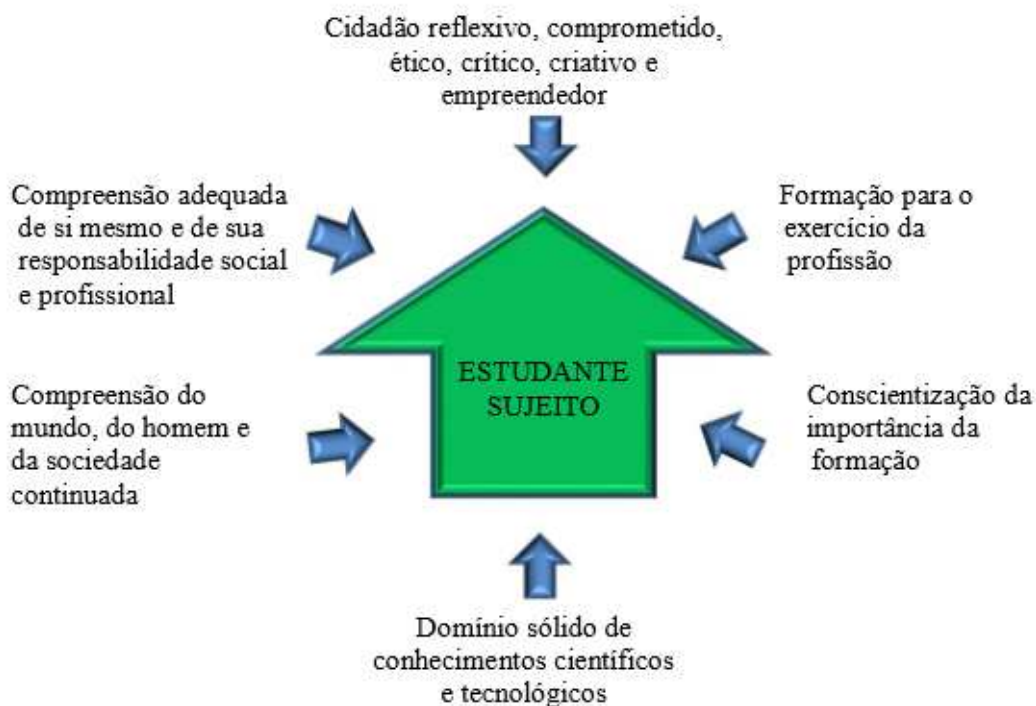 Cidadão reflexivo, comprometido,
ético, crítico, criativo e
empreendedor
Compreensão adequada
de si mesmo e de sua
responsabilidade social
e profissional
Formação para o
exercício da
profissão
ESTUDANTE
SUJEITO
Compreensão do
mundo, do homem e
da sociedade
continuada
Conscientização da
importância da
formação
Domínio sólido de
conhecimentos científicos
e tecnológicos